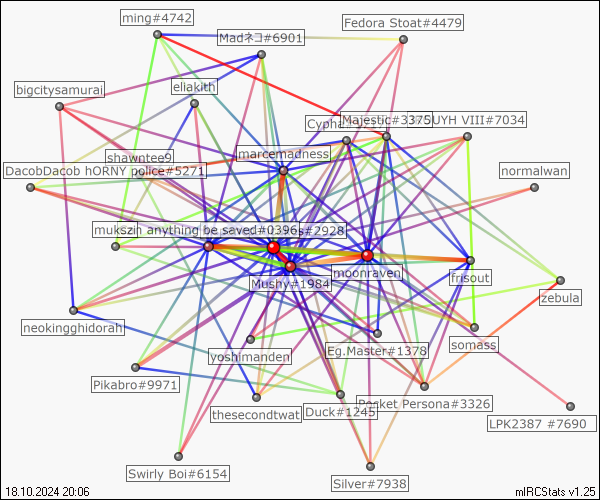 ming#4742
Fedora Stoat#4479
Madネコ#6901
eliakith
bigcitysamurai
Majestic#3375
UYH VIII#7034
Cypha
marcemadness
shawntee9
DacobDacob hORNY police#5271
normalwan
mukszih anything be saved#0396
s#2928
moonraven
Mushy#1984
frisout
zebula
neokingghidorah
yoshimanden
Eg.Master#1378
somass
Pikabro#9971
thesecondtwat
Duck#1245
Pocket Persona#3326
LPK2387 #7690
Swirly Boi#6154
Silver#7938
18.10.2024 20:06
mIRCStats v1.25